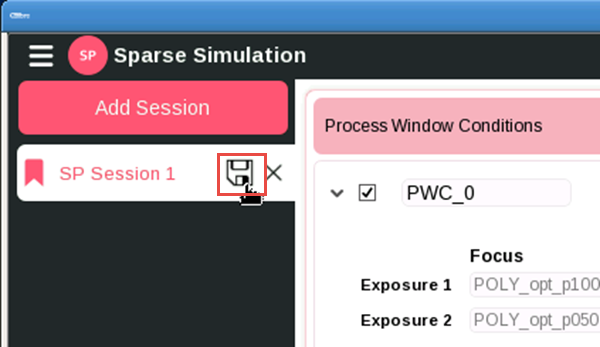 SP Sparse Simulation
Add Session
SP Session 1
Process Window Conditions
PWC_0
Focus
Exposure 1 POLY_opt_p100
Exposure 2 POLY_opt_p050